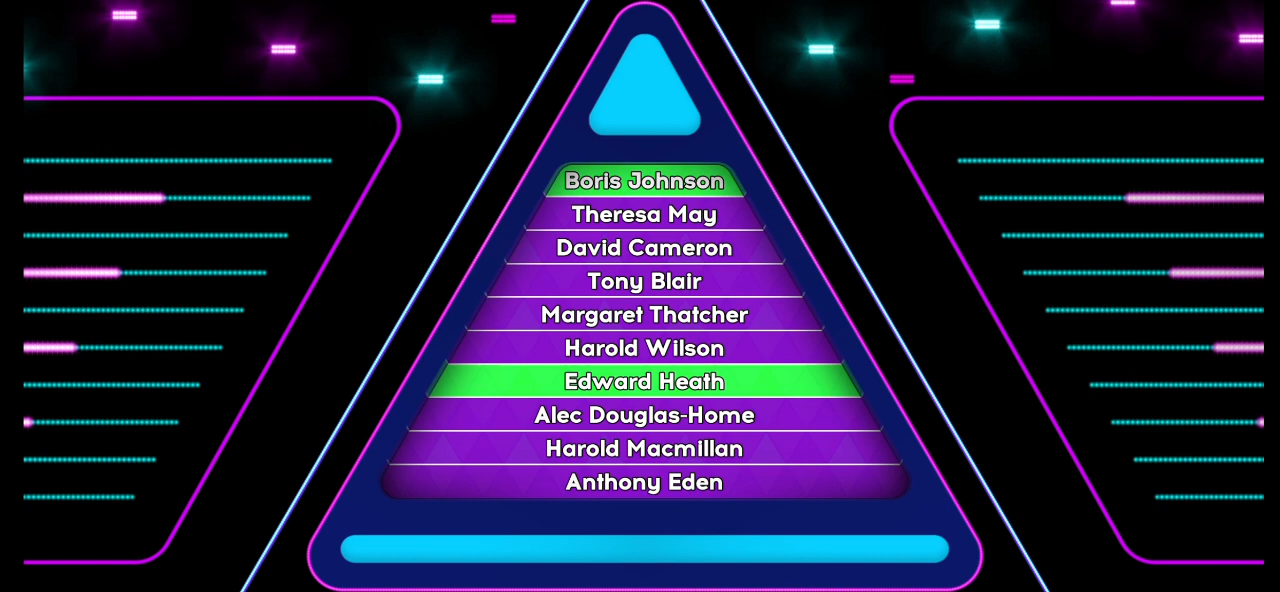 Boris Johnson
Theresa May
David Cameron
Tony Blair
Margaret Thatcher
Harold Wilson
Edward Heath
Alec Douglas-Home
Harold Macmillan
Anthony Eden